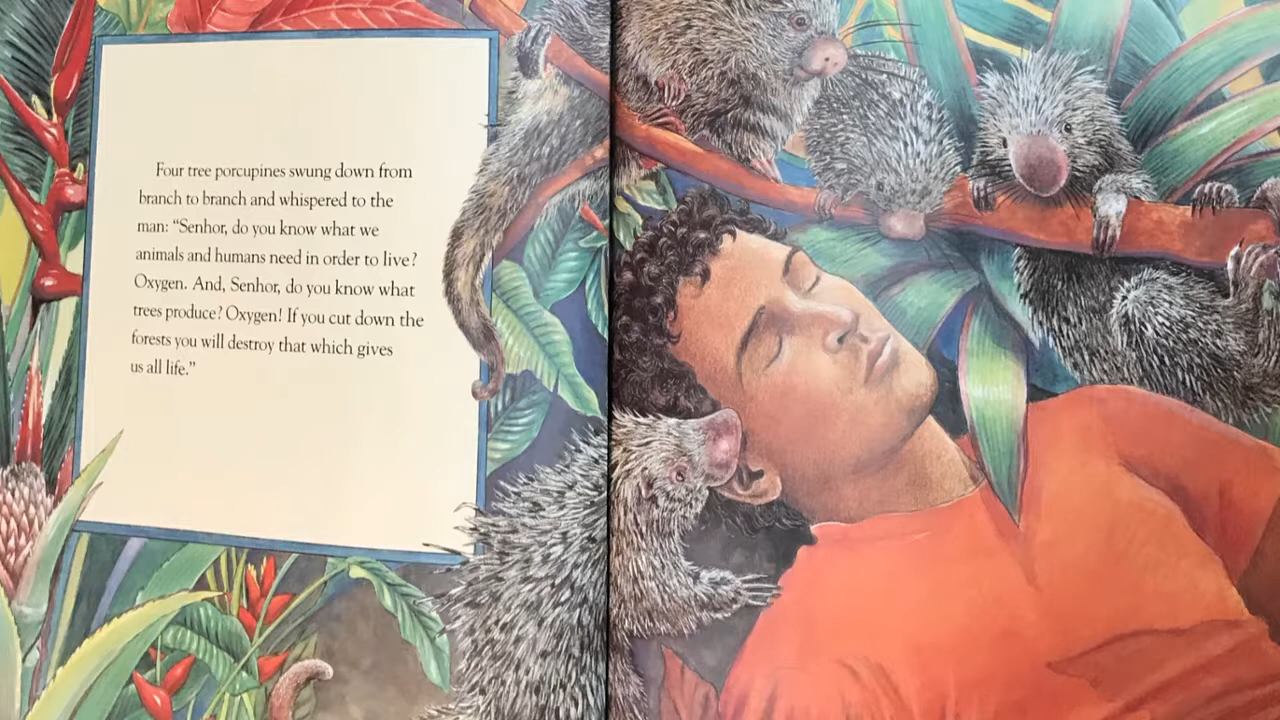 Four tree porcupines swung down from
branch to branch and whispered to the
man: “Senhor, do you know what we
animals and humans need in order to live?
Oxygen. And, Senhor, do you know what
trees produce? Oxygen! If you cut down the
forests you will destroy that which gives
us all life.”